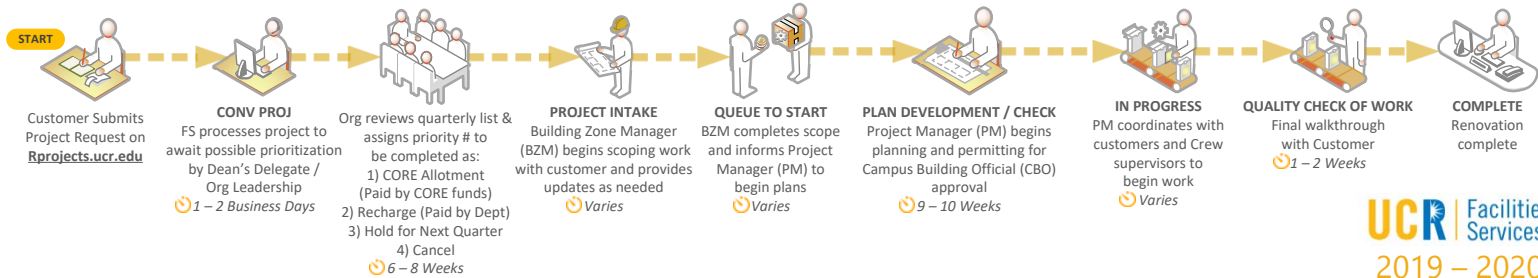 START
Customer Submits
Project Request on
Rprojects.ucr.edu
CONV PROJ
FS processes project to
await possible prioritization
by Dean's Delegate /
Org Leadership
1 – 2 Business Days
Org reviews quarterly list &
assigns priority # to
be completed as:
1) CORE Allotment
(Paid by CORE funds)
2) Recharge (Paid by Dept)
3) Hold for Next Quarter
4) Cancel
6 – 8 Weeks
PROJECT INTAKE
Building Zone Manager
(BZM) begins scoping work
with customer and provides
updates as needed
Varies
QUEUE TO START
BZM completes scope
and informs Project
Manager (PM) to
begin plans
Varies
PLAN DEVELOPMENT / CHECK
Project Manager (PM) begins
planning and permitting for
Campus Building Official (CBO)
approval
9 – 10 Weeks
IN PROGRESS
PM coordinates with
customers and Crew
supervisors to
begin work
Varies
QUALITY CHECK OF WORK
Final walkthrough
with Customer
1 – 2 Weeks
COMPLETE
Renovation
complete
UCR Facilities
Services
2019 – 2020